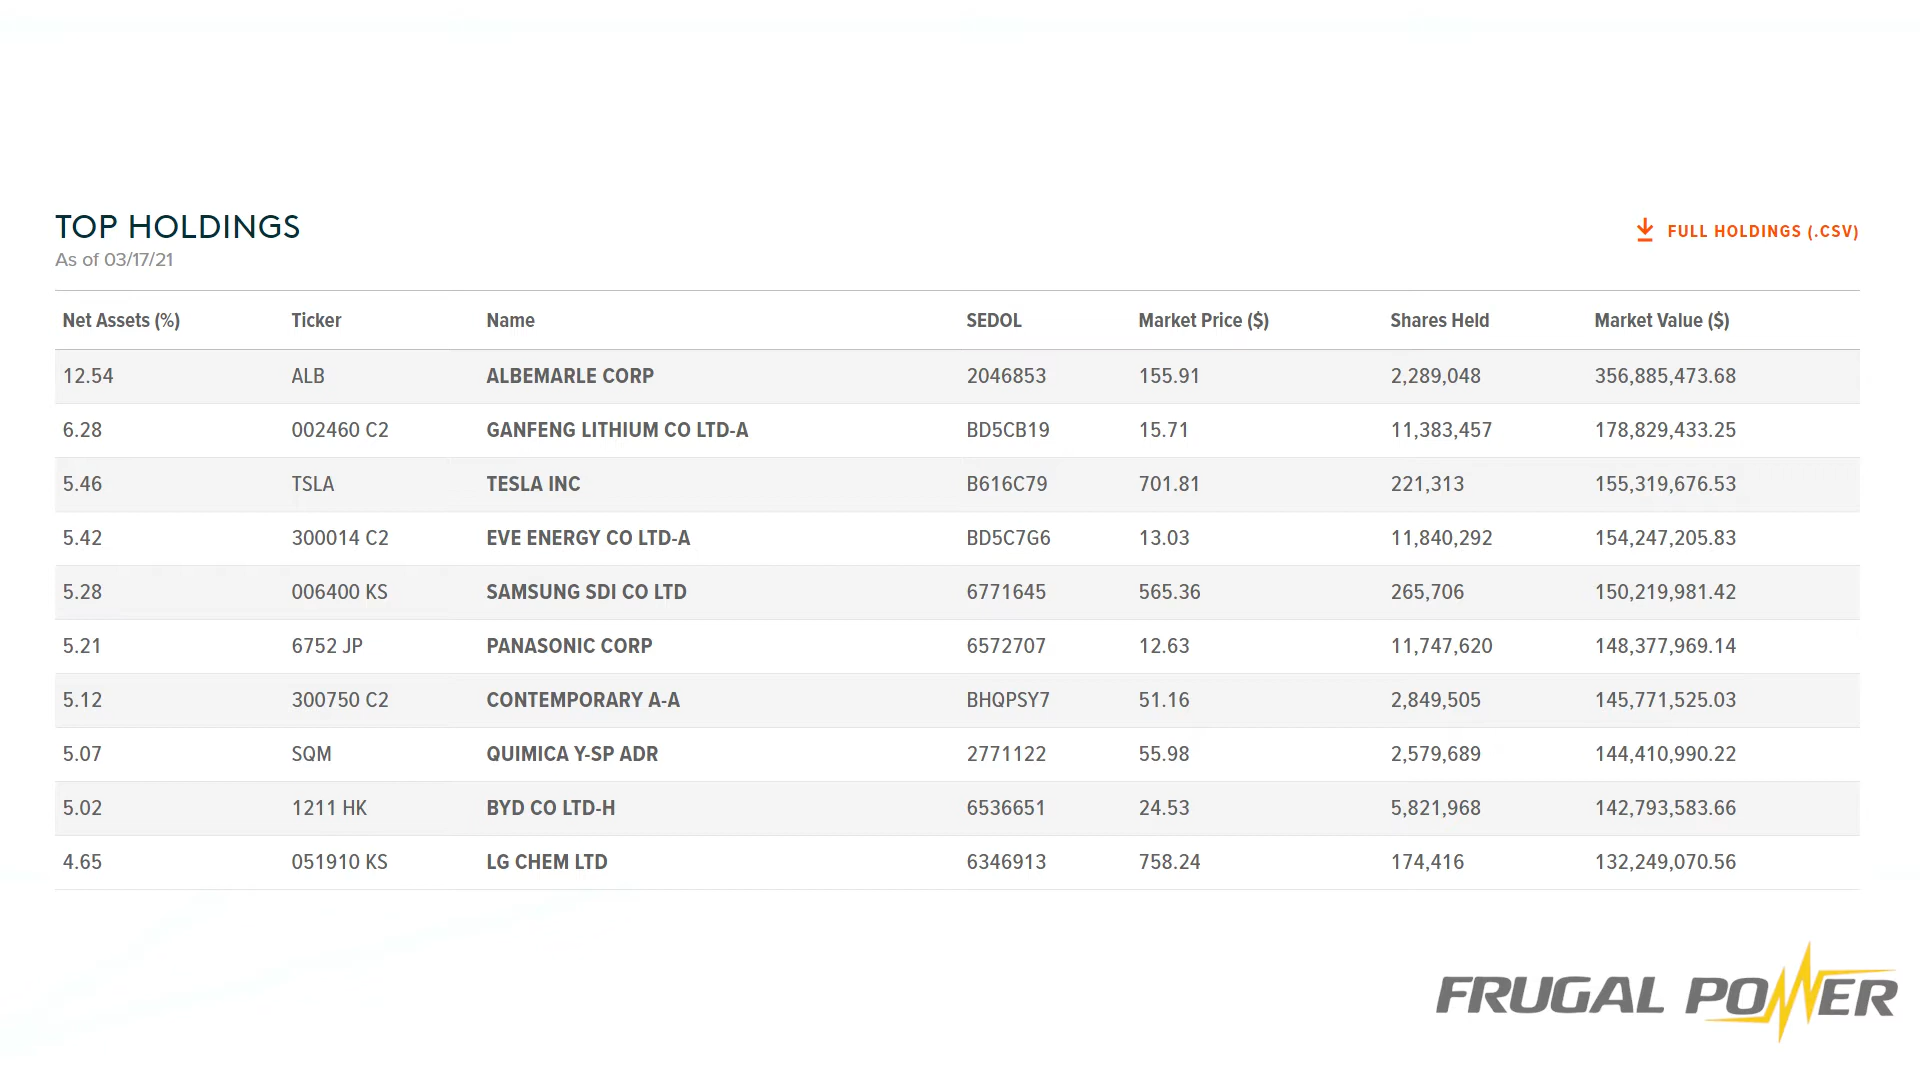 TOP HOLDINGS
FULL HOLDINGS (.CSV)
As of 03/17/21
Net Assets (%) Ticker Name SEDOL Market Price ($) Shares Held Market Value ($)
12.54 ALB ALBEMARLE CORP 2046853 155.91 2,289,048 356,885,473.68
6.28 002460 C2 GANFENG LITHIUM CO LTD-A BD5CB19 15.71 11,383,457 178,829,433.25
5.46 TSLA TESLA INC B616C79 701.81 221,313 155,319,676.53
5.42 300014 C2 EVE ENERGY CO LTD-A BD5C7G6 13.03 11,840,292 154,247,205.83
5.28 006400 KS SAMSUNG SDI CO LTD 6771645 565.36 265,706 150,219,981.42
5.21 6752 JP PANASONIC CORP 6572707 12.63 11,747,620 148,377,969.14
5.12 300750 C2 CONTEMPORARY A-A BHQPSY7 51.16 2,849,505 145,771,525.03
5.07 SQM QUIMICA Y-SP ADR 2771122 55.98 2,579,689 144,410,990.22
5.02 1211 HK BYD CO LTD-H 6536651 24.53 5,821,968 142,793,583.66
4.65 051910 KS LG CHEM LTD 6346913 758.24 174,416 132,249,070.56
FRUGAL POWER